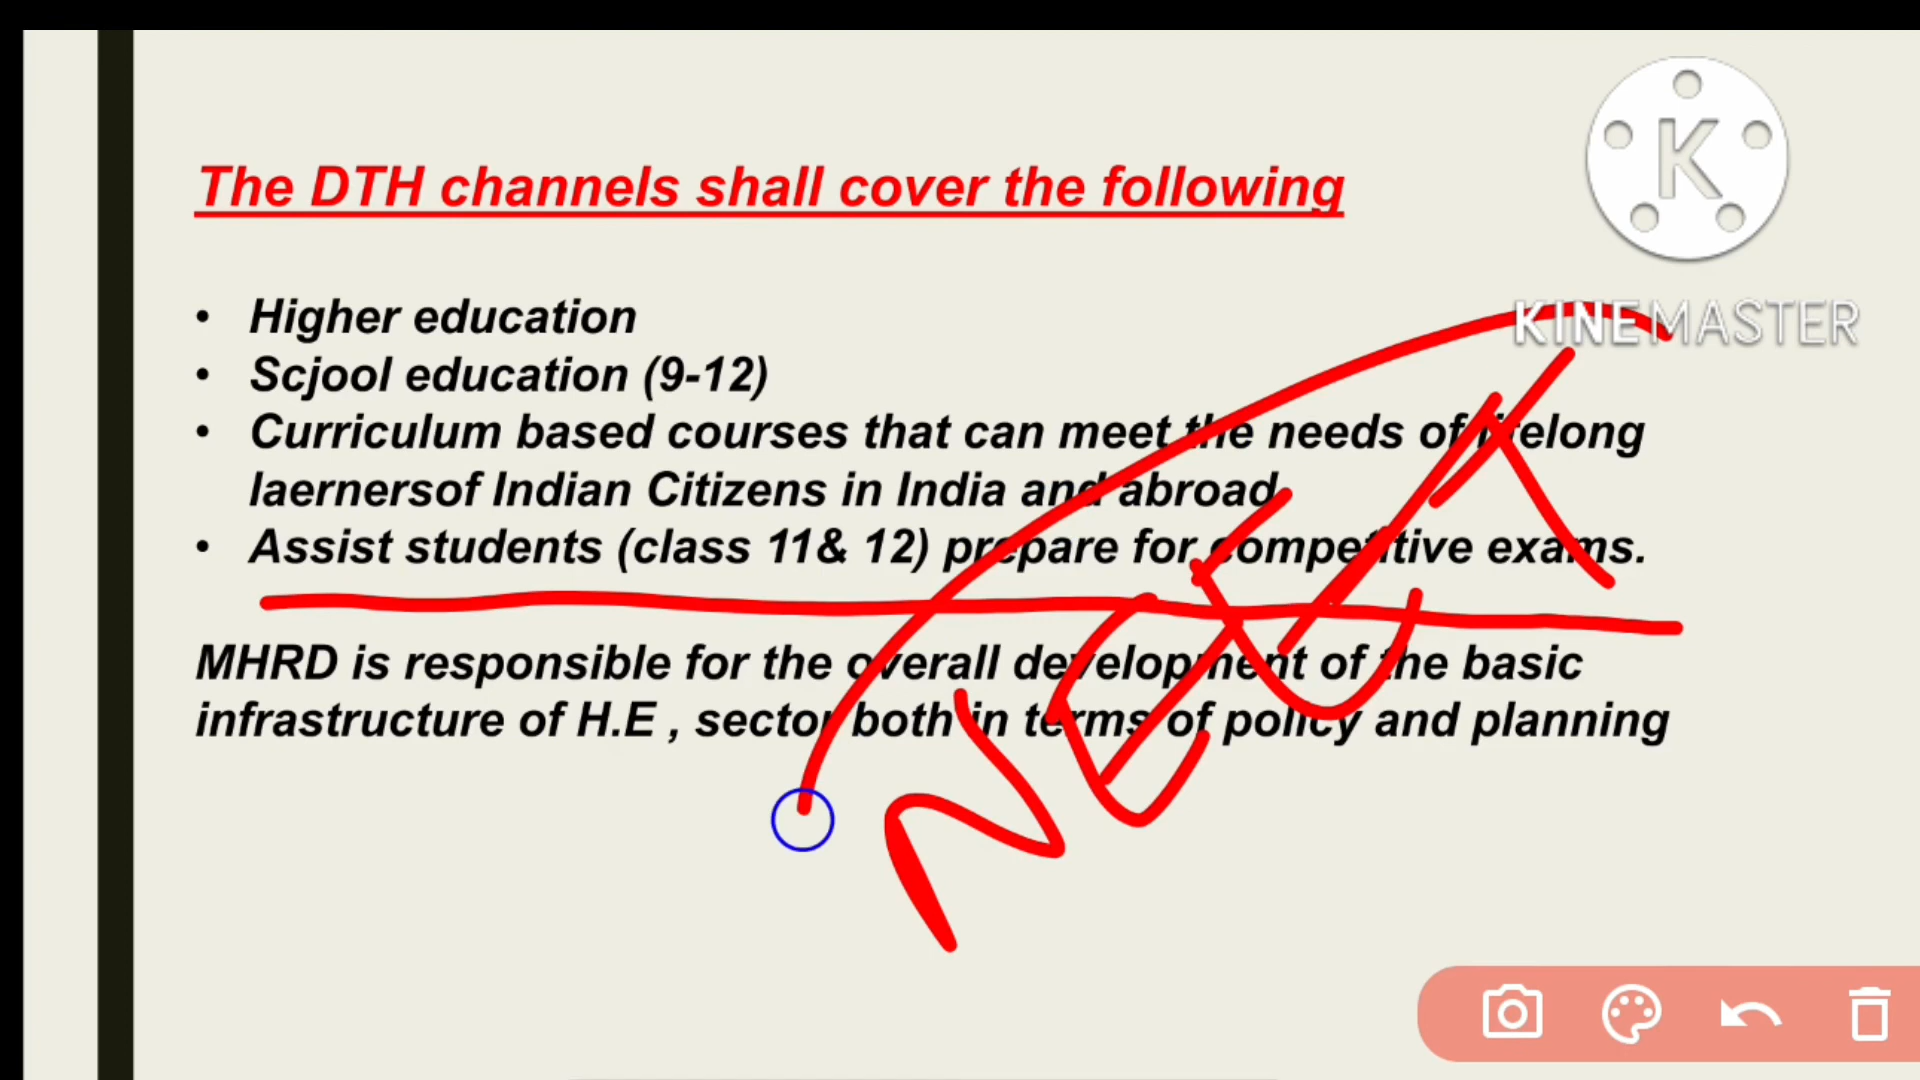 The DTH channels shall cover the following
K
KINEMASTER
• Higher education
• Scjool education (9-12)
• Curriculum based courses that can meet the needs of lifelong
laernersof Indian Citizens in India and abroad
• Assist students (class 11& 12) prepare for competitive exams.
MHRD is responsible for the overall development of the basic
infrastructure of H.E , sector both in terms of policy and planning